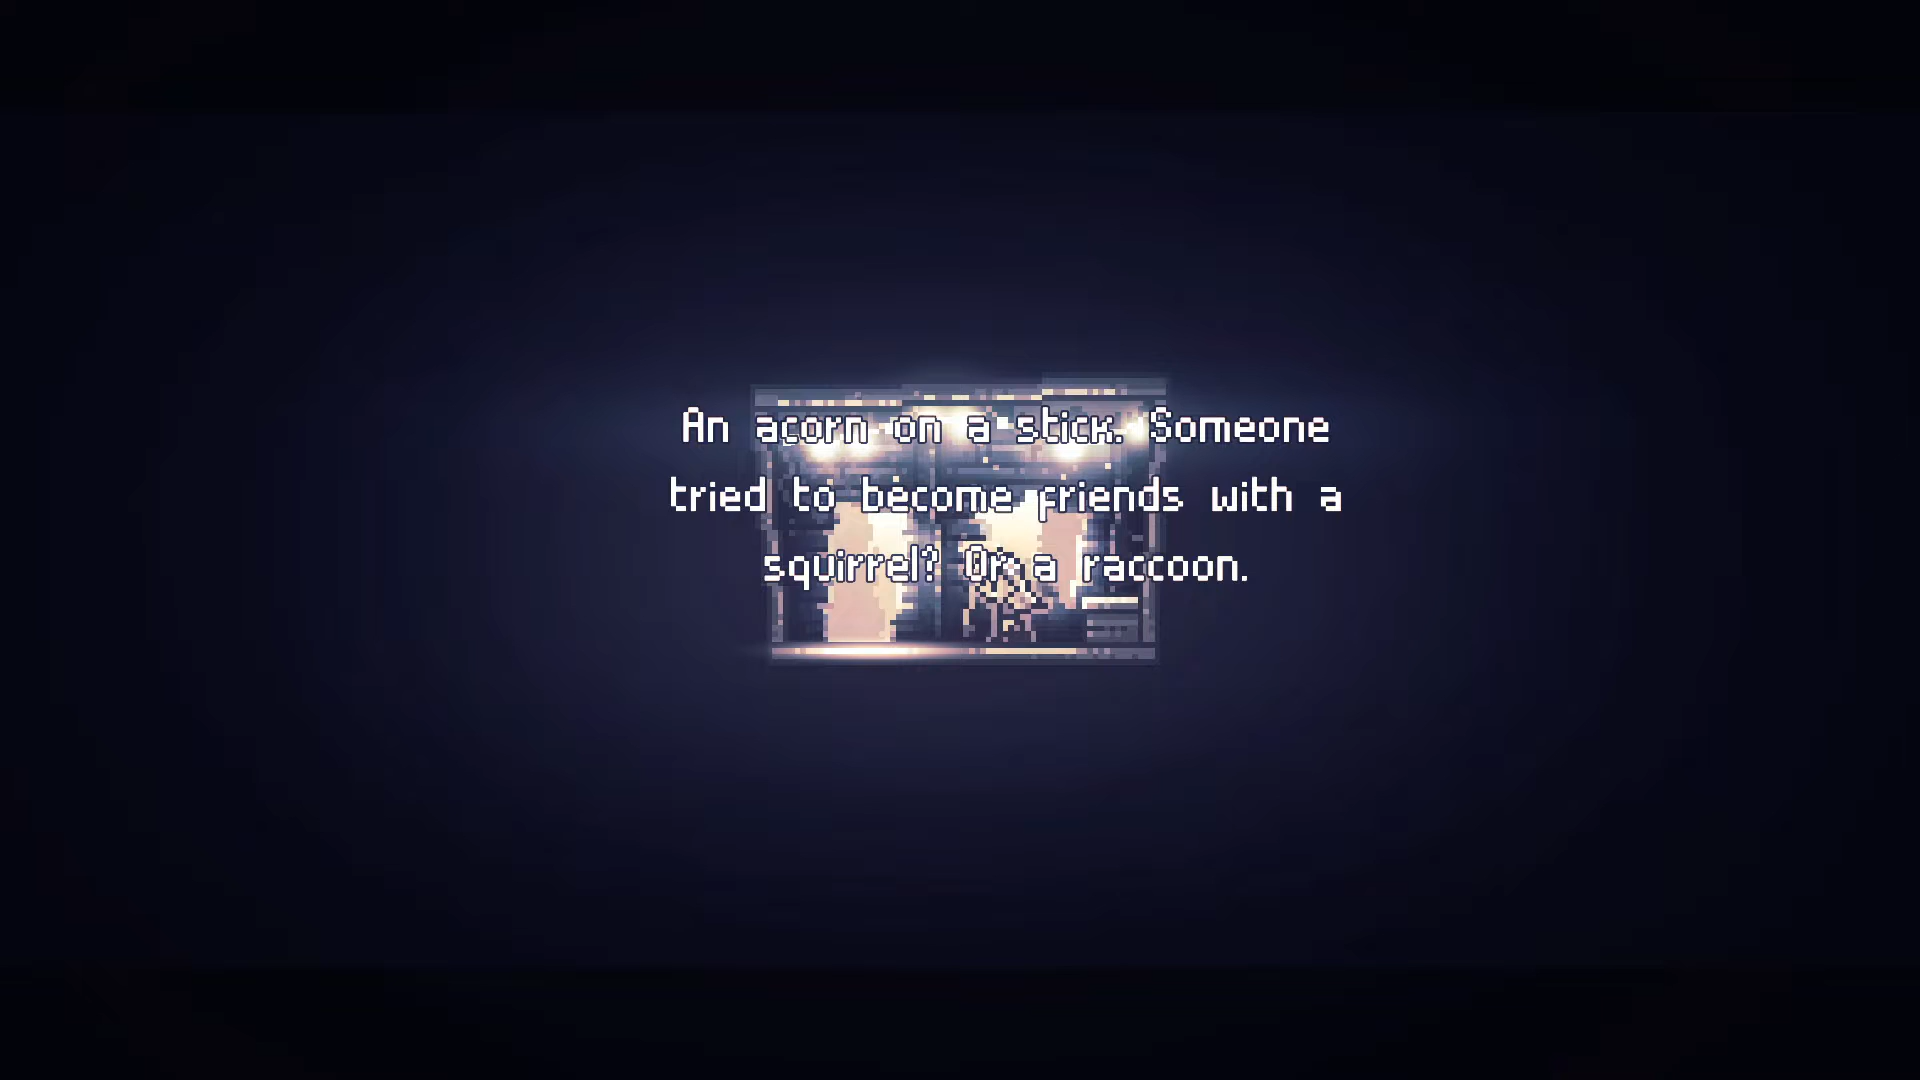 An acorn on a stick. Someone
tried to become friends with a
squirrel? Or a raccoon.